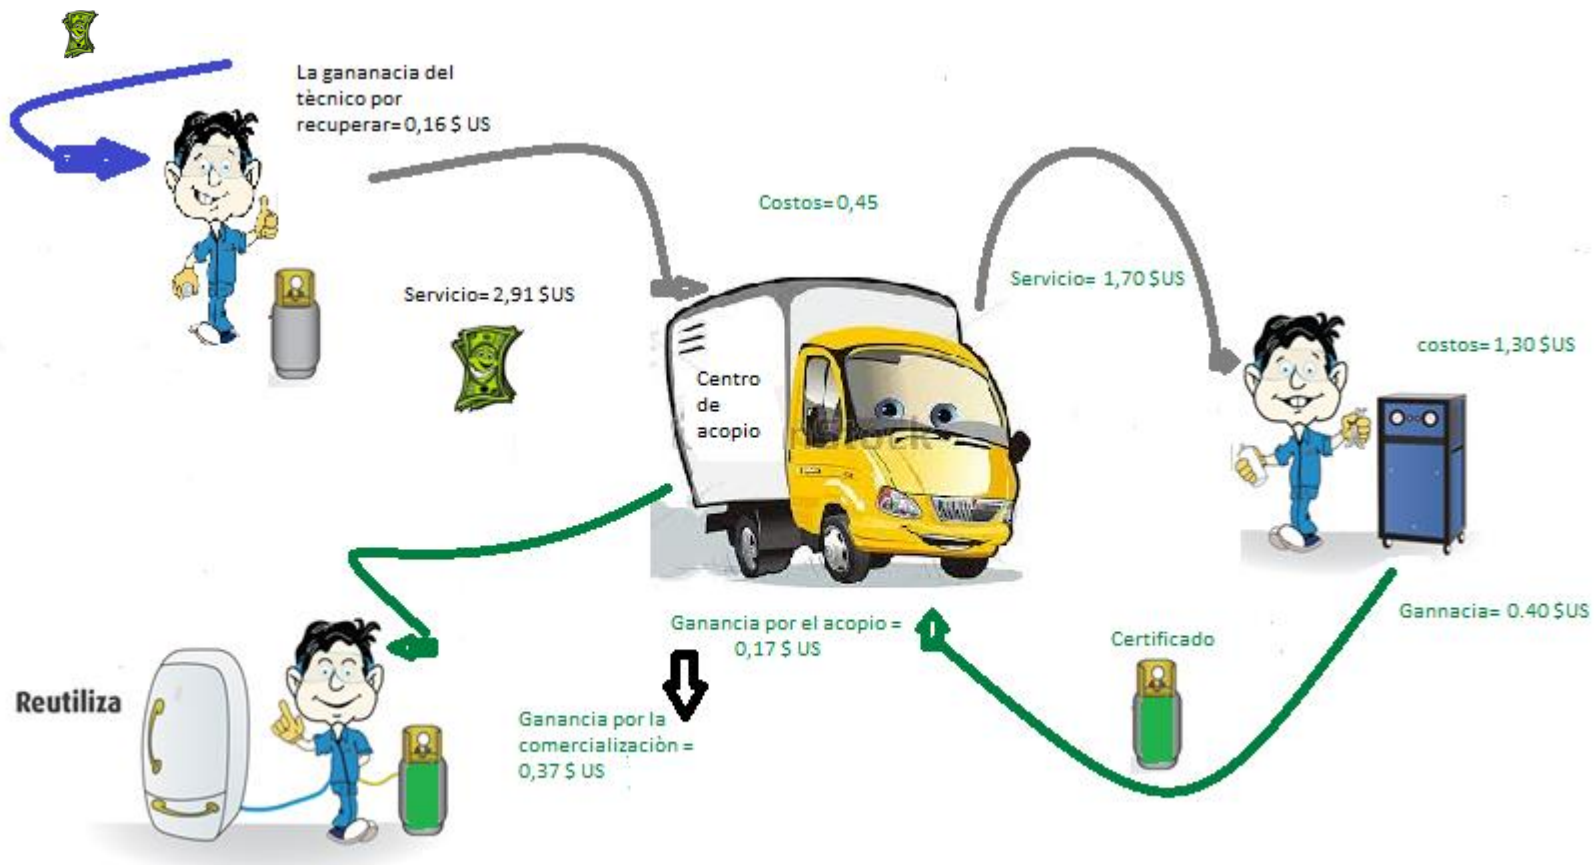 La gananacia del
tècnico por
recuperar= 0,16 $ US
Costos= 0,45
Servicio= 1,70 $US
Servicio= 2,91 $US
costos= 1,30 $US
Centro
de
acopio
Gannacia= 0.40 $US
Ganancia por el acopio =
0,17 $ US
Certificado
Reutiliza
Ganancia por la
comercializaciòn =
0,37 $ US